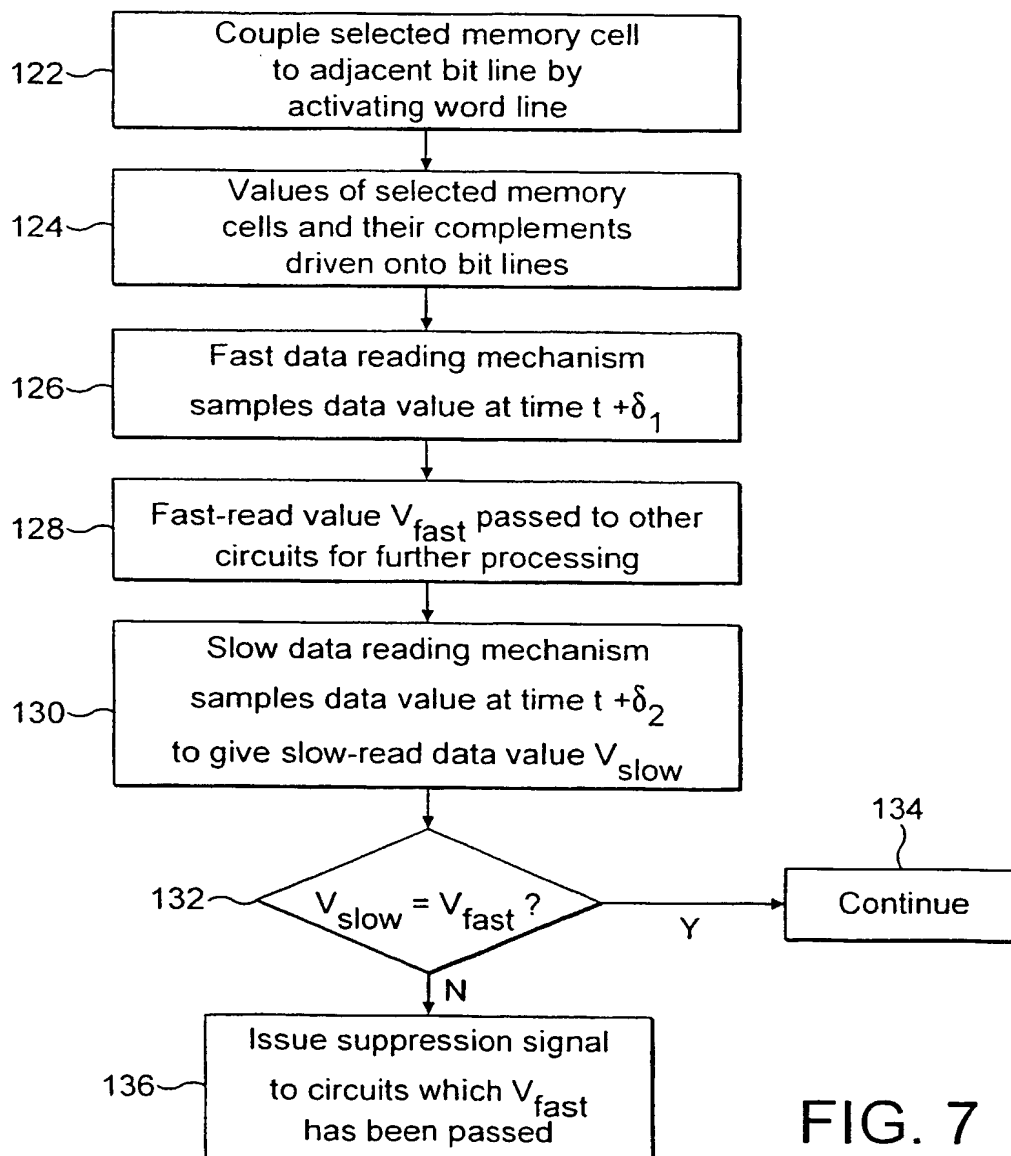 122
Couple selected memory cell
to adjacent bit line by
activating word line
124
Values of selected memory
cells and their complements
driven onto bit lines
126
Fast data reading mechanism
samples data value at time t +δ1
128
Fast-read value Vfast passed to other
circuits for further processing
130
Slow data reading mechanism
samples data value at time t +δ2
to give slow-read data value Vslow
132
Vslow = Vfast ?
Y
134
Continue
N
136
Issue suppression signal
to circuits which Vfast
has been passed
FIG. 7